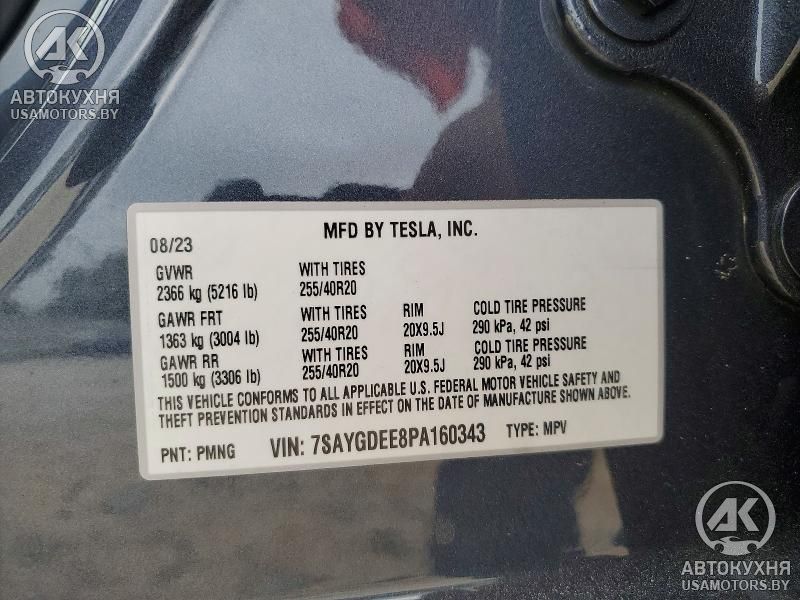 AK
АВТОКУХНЯ
USAMOTORS.BY
MFD BY TESLA, INC.
08/23
GVWR WITH TIRES
2366 kg (5216 lb) 255/40R20
GAWR FRT WITH TIRES RIM COLD TIRE PRESSURE
1363 kg (3004 lb) 255/40R20 20X9.5J 290 kPa, 42 psi
GAWR RR WITH TIRES RIM COLD TIRE PRESSURE
1500 kg (3306 lb) 255/40R20 20X9.5J 290 kPa, 42 psi
THIS VEHICLE CONFORMS TO ALL APPLICABLE U.S. FEDERAL MOTOR VEHICLE SAFETY AND
THEFT PREVENTION STANDARDS IN EFFECT ON THE DATE OF MANUFACTURE SHOWN ABOVE.
PNT: PMNG VIN: 7SAYGDEE8PA160343 TYPE: MPV
AK
АВТОКУХНЯ
USAMOTORS.BY